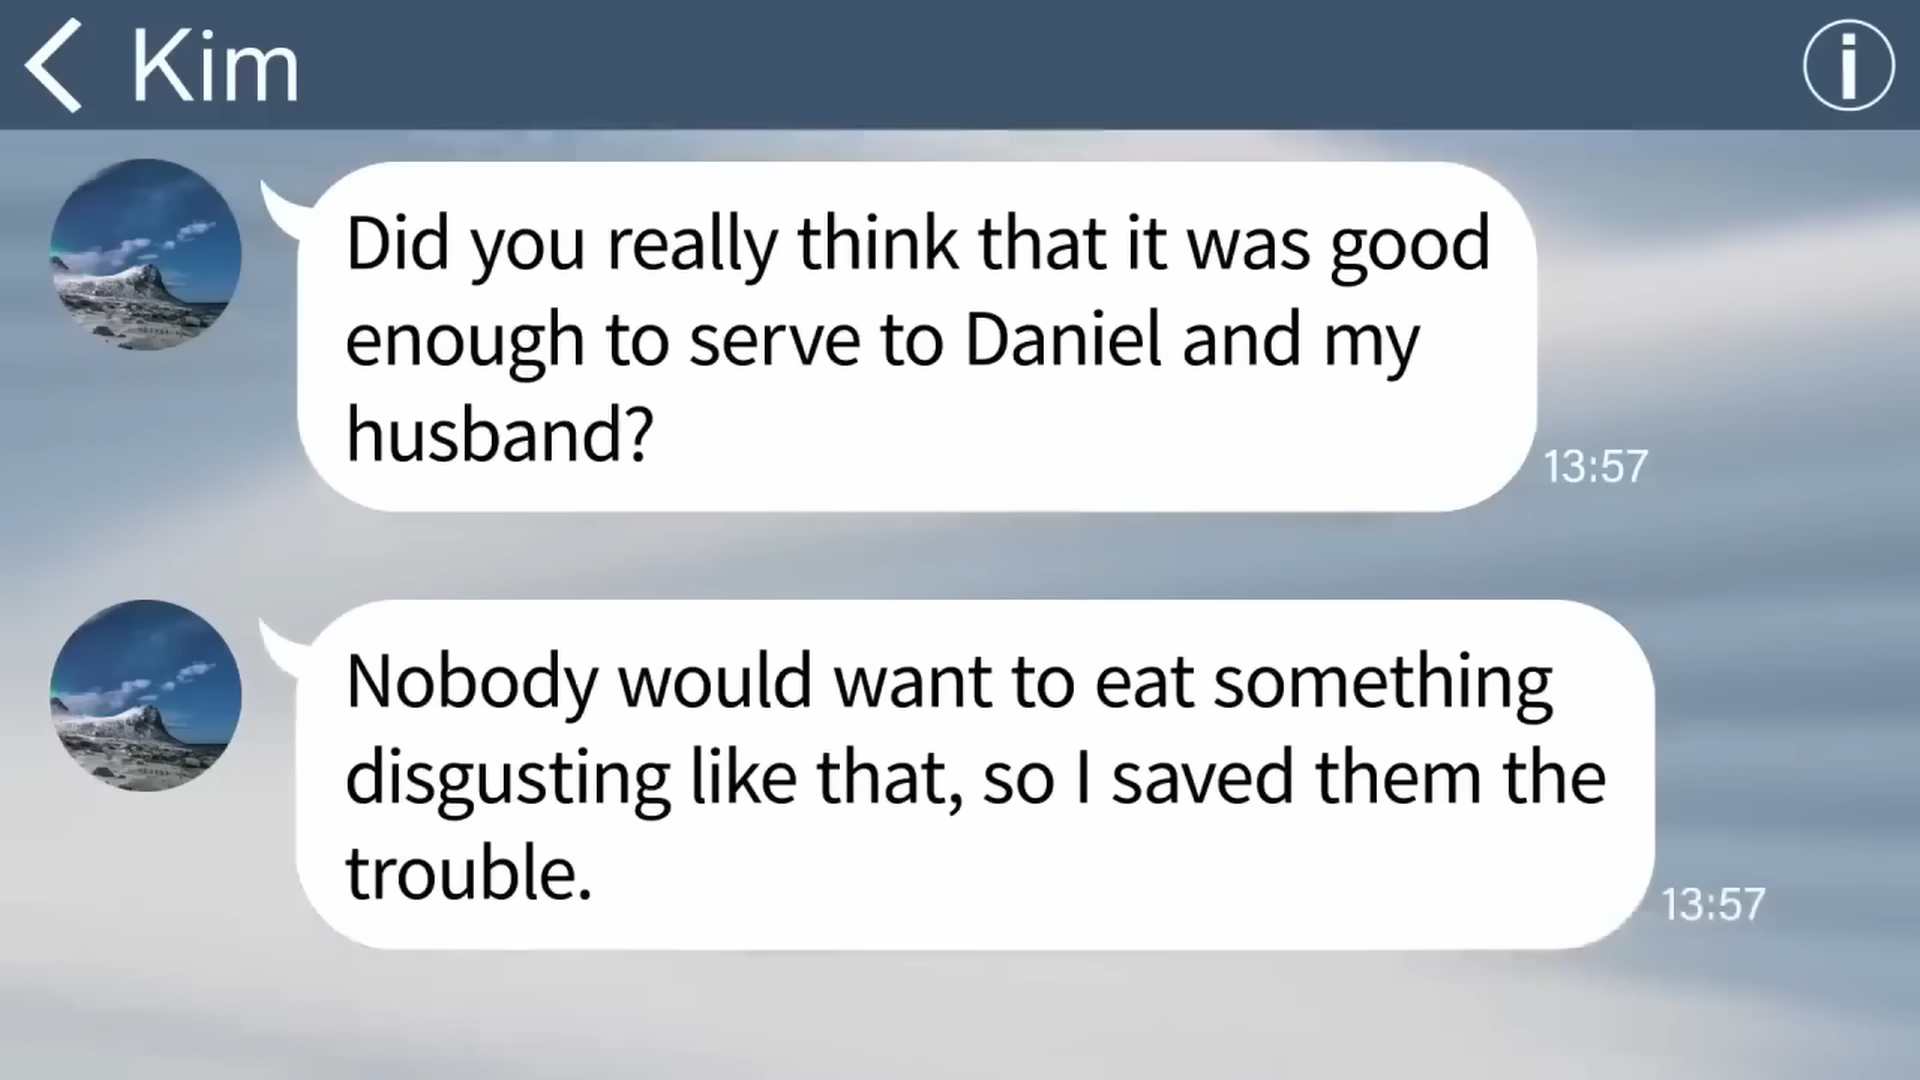 Kim
Did you really think that it was good
enough to serve to Daniel and my
husband?
13:57
Nobody would want to eat something
disgusting like that, so I saved them the
trouble.
13:57